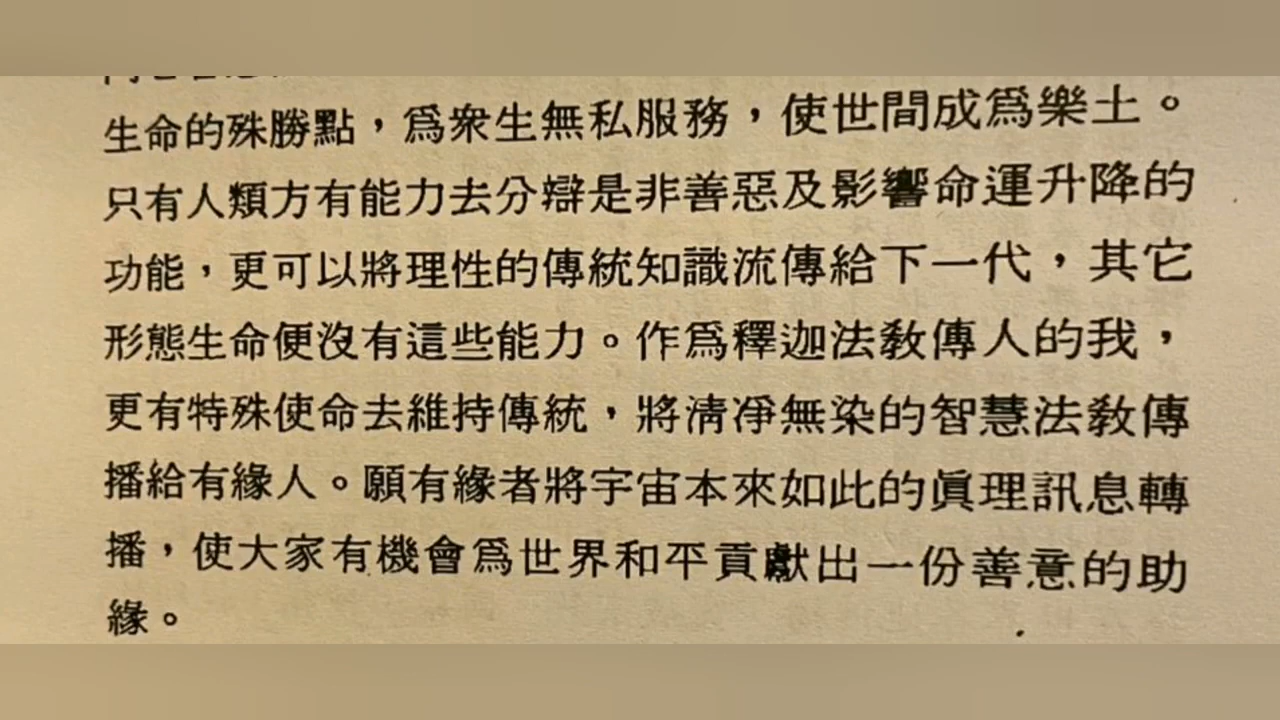 生命的殊勝點，爲衆生無私服務，使世間成爲樂土。
只有人類方有能力去分辯是非善惡及影響命運升降的
功能，更可以將理性的傳統知識流傳給下一代，其它
形態生命便沒有這些能力。作爲釋迦法教傳人的我，
更有特殊使命去維持傳統，將淸淨無染的智慧法教傳
播給有緣人。願有緣者將宇宙本來如此的眞理訊息轉
播，使大家有機會爲世界和平貢獻出一份善意的助
緣。